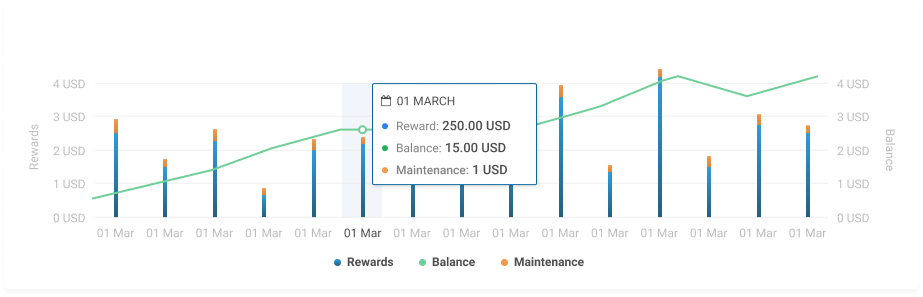 4 USD
3 USD
2 USD
1 USD
0 USD
Rewards
4 USD
3 USD
2 USD
1 USD
0 USD
Balance
01 MARCH
Reward: 250.00 USD
Balance: 15.00 USD
Maintenance: 1 USD
01 Mar 01 Mar 01 Mar 01 Mar 01 Mar 01 Mar 01 Mar 01 Mar 01 Mar 01 Mar 01 Mar 01 Mar 01 Mar 01 Mar 01 Mar
Rewards Balance Maintenance